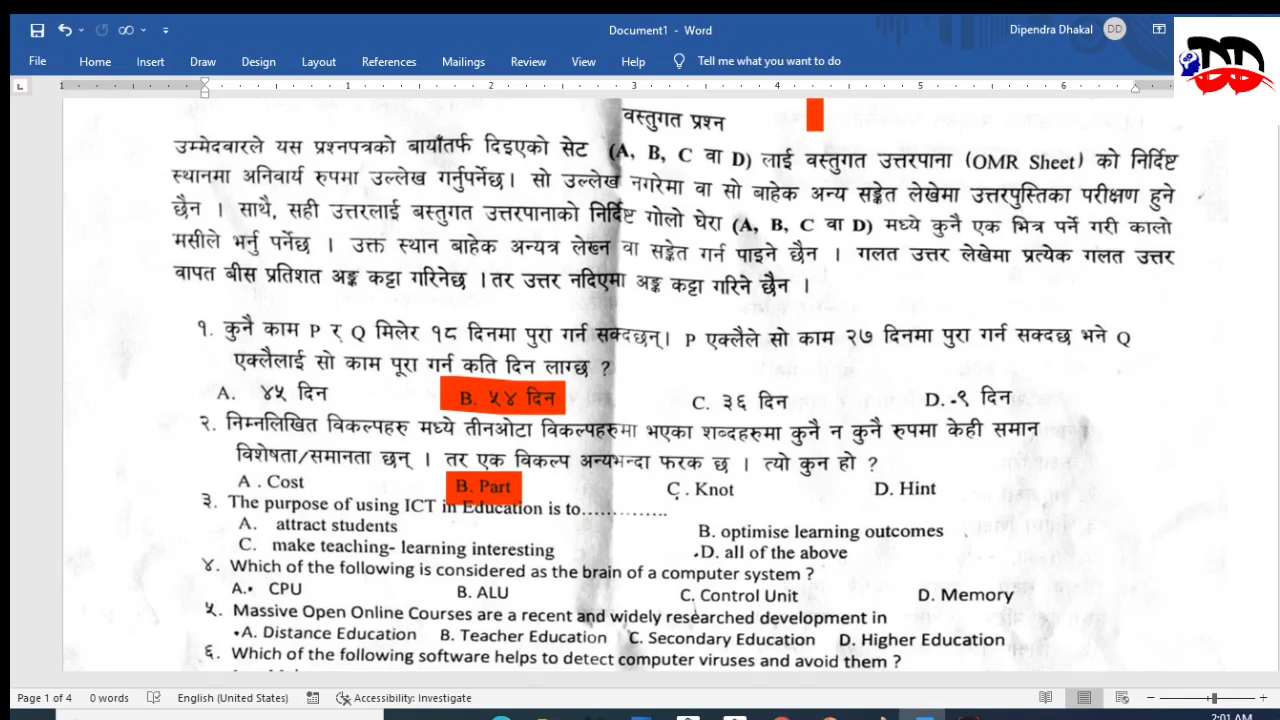 Document1 - Word
Dipendra Dhakal DD
DD
File Home Insert Draw Design Layout References Mailings Review View Help Tell me what you want to do
1 1 2 3 4 5 6
वस्तुगत प्रश्न
उम्मेदवारले यस प्रश्नपत्रको बायाँतर्फ दिइएको सेट (A, B, C वा D) लाई वस्तुगत उत्तरपाना (OMR Sheet) को निर्दिष्ट
स्थानमा अनिवार्य रुपमा उल्लेख गर्नुपर्नेछ। सो उल्लेख नगरेमा वा सो बाहेक अन्य सङ्केत लेखेमा उत्तरपुस्तिका परीक्षण हुने
छैन । साथै, सही उत्तरलाई बस्तुगत उत्तरपानाको निर्दिष्ट गोलो घेरा (A, B, C वा D) मध्ये कुनै एक भित्र पर्ने गरी कालो
मसीले भर्नु पर्नेछ । उक्त स्थान बाहेक अन्यत्र लेख्न वा सङ्केत गर्न पाइने छैन । गलत उत्तर लेखेमा प्रत्येक गलत उत्तर
वापत बीस प्रतिशत अङ्क कट्टा गरिनेछ । तर उत्तर नदिएमा अङ्क कट्टा गरिने छैन ।
१. कुनै काम P र् Q मिलेर १८ दिनमा पुरा गर्न सक्दछन्। P एक्लैले सो काम २७ दिनमा पुरा गर्न सक्दछ भने Q
एक्लैलाई सो काम पूरा गर्न कति दिन लाग्छ ?
A. ४५ दिन B. ५४ दिन C. ३६ दिन D. ९ दिन
२. निम्नलिखित विकल्पहरु मध्ये तीनओटा विकल्पहरुमा भएका शब्दहरुमा कुनै न कुनै रुपमा केही समान
विशेषता/समानता छन् । तर एक विकल्प अन्यभन्दा फरक छ । त्यो कुन हो ?
A . Cost B. Part C . Knot D. Hint
३. The purpose of using ICT in Education is to..............
A. attract students B. optimise learning outcomes
C. make teaching- learning interesting D. all of the above
४. Which of the following is considered as the brain of a computer system ?
A. CPU B. ALU C. Control Unit D. Memory
५. Massive Open Online Courses are a recent and widely researched development in
A. Distance Education B. Teacher Education C. Secondary Education D. Higher Education
६. Which of the following software helps to detect computer viruses and avoid them ?
Page 1 of 4 0 words English (United States) Accessibility: Investigate
2:01 AM